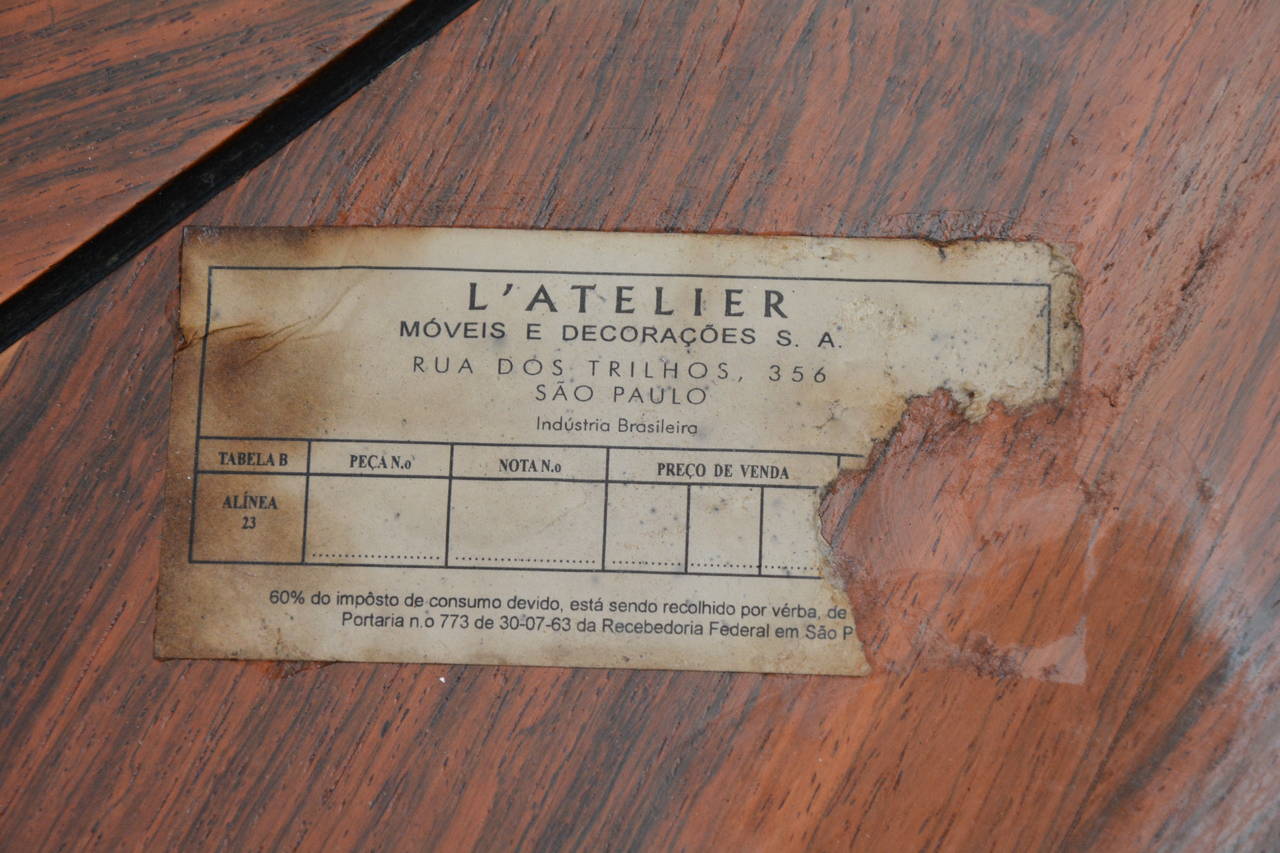 L'ATELIER
MÓVEIS E DECORAÇÕES S. A.
RUA DOS TRILHOS, 356
SÃO PAULO
Indústria Brasileira
TABELA B PEÇA N.o NOTA N.o PREÇO DE VENDA
ALÍNEA
23
60% do impôsto de consumo devido, está sendo recolhido por vérba, de
Portaria n.o 773 de 30-07-63 da Recebedoria Federal em São P